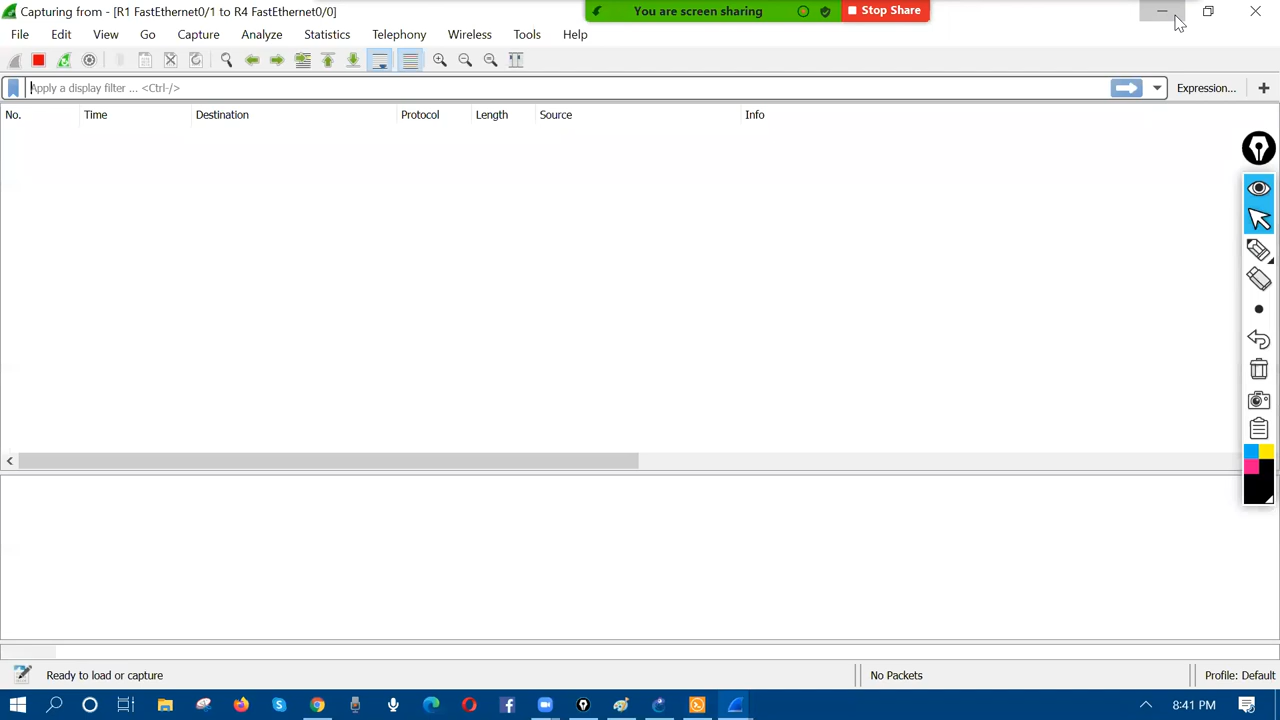 Capturing from - [R1 FastEthernet0/1 to R4 FastEthernet0/0]
You are screen sharing
Stop Share
File Edit View Go Capture Analyze Statistics Telephony Wireless Tools Help
Apply a display filter ... <Ctrl-/>
Expression...
No. Time Destination Protocol Length Source Info
Ready to load or capture
No Packets
Profile: Default
8:41 PM